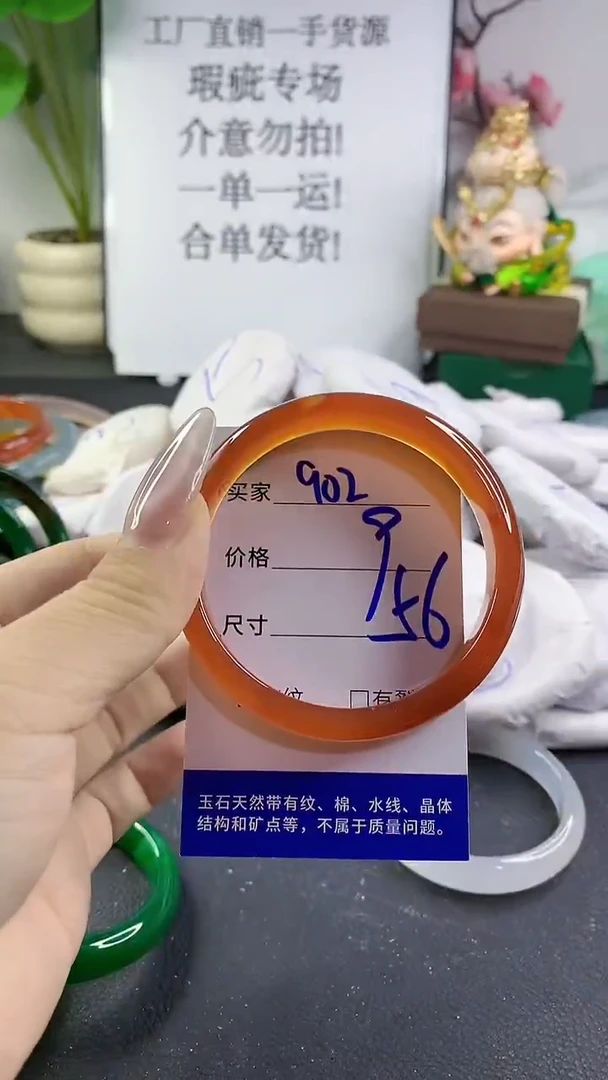 工厂直销一手货源
瑕疵专场
介意勿拍!
一单一运!
合单发货!
买家 902
价格 9
尺寸 56
纹 □有裂
玉石天然带有纹、棉、水线、晶体
结构和矿点等，不属于质量问题。